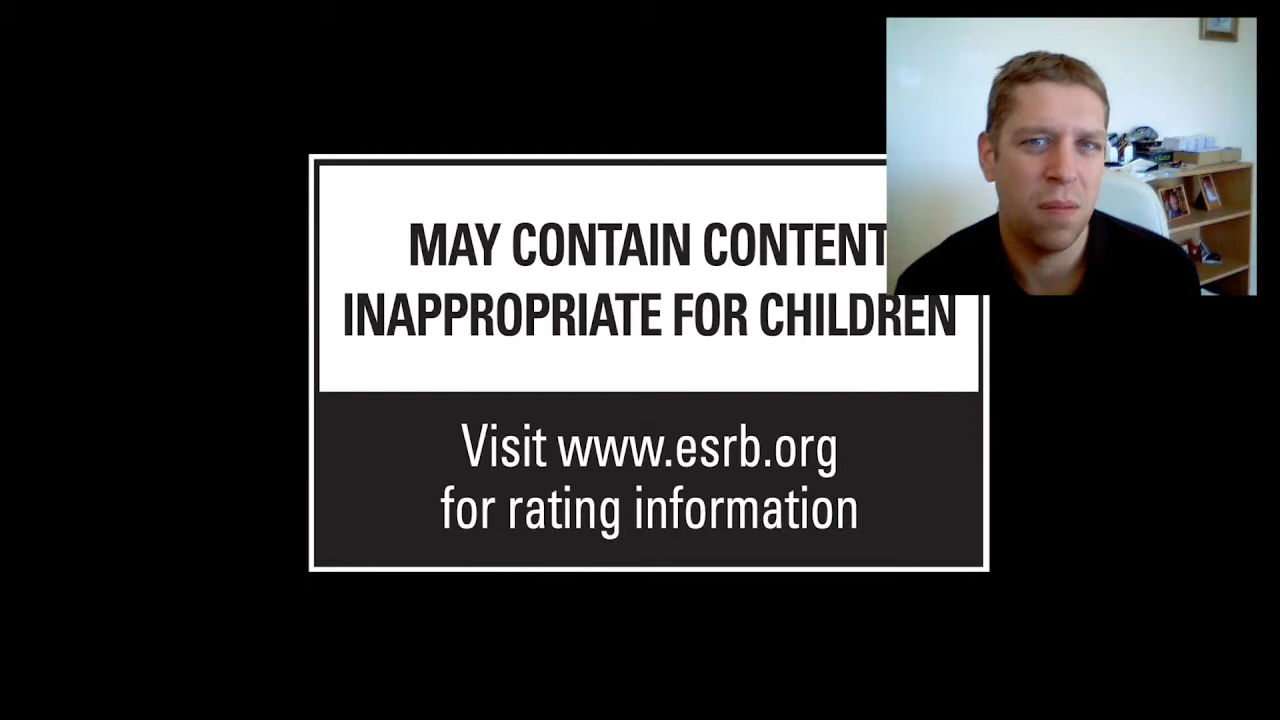 MAY CONTAIN CONTENT
INAPPROPRIATE FOR CHILDREN
Visit www.esrb.org
for rating information